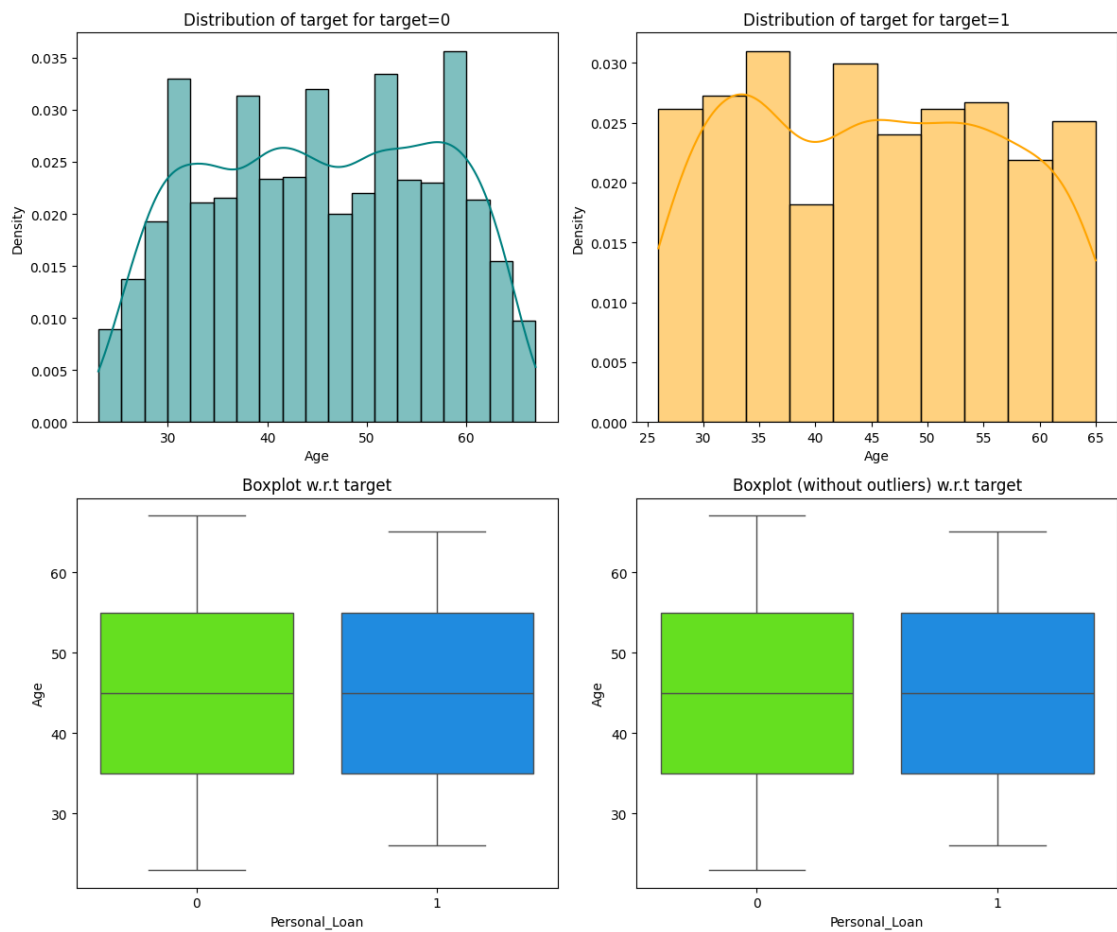 Distribution of target for target=0
Density
0.035
0.030
0.025
0.020
0.015
0.010
0.005
0.000
30 40 50 60
Age
Distribution of target for target=1
Density
0.030
0.025
0.020
0.015
0.010
0.005
0.000
25 30 35 40 45 50 55 60 65
Age
Boxplot w.r.t target
Age
60
50
40
30
0 1
Personal_Loan
Boxplot (without outliers) w.r.t target
Age
60
50
40
30
0 1
Personal_Loan